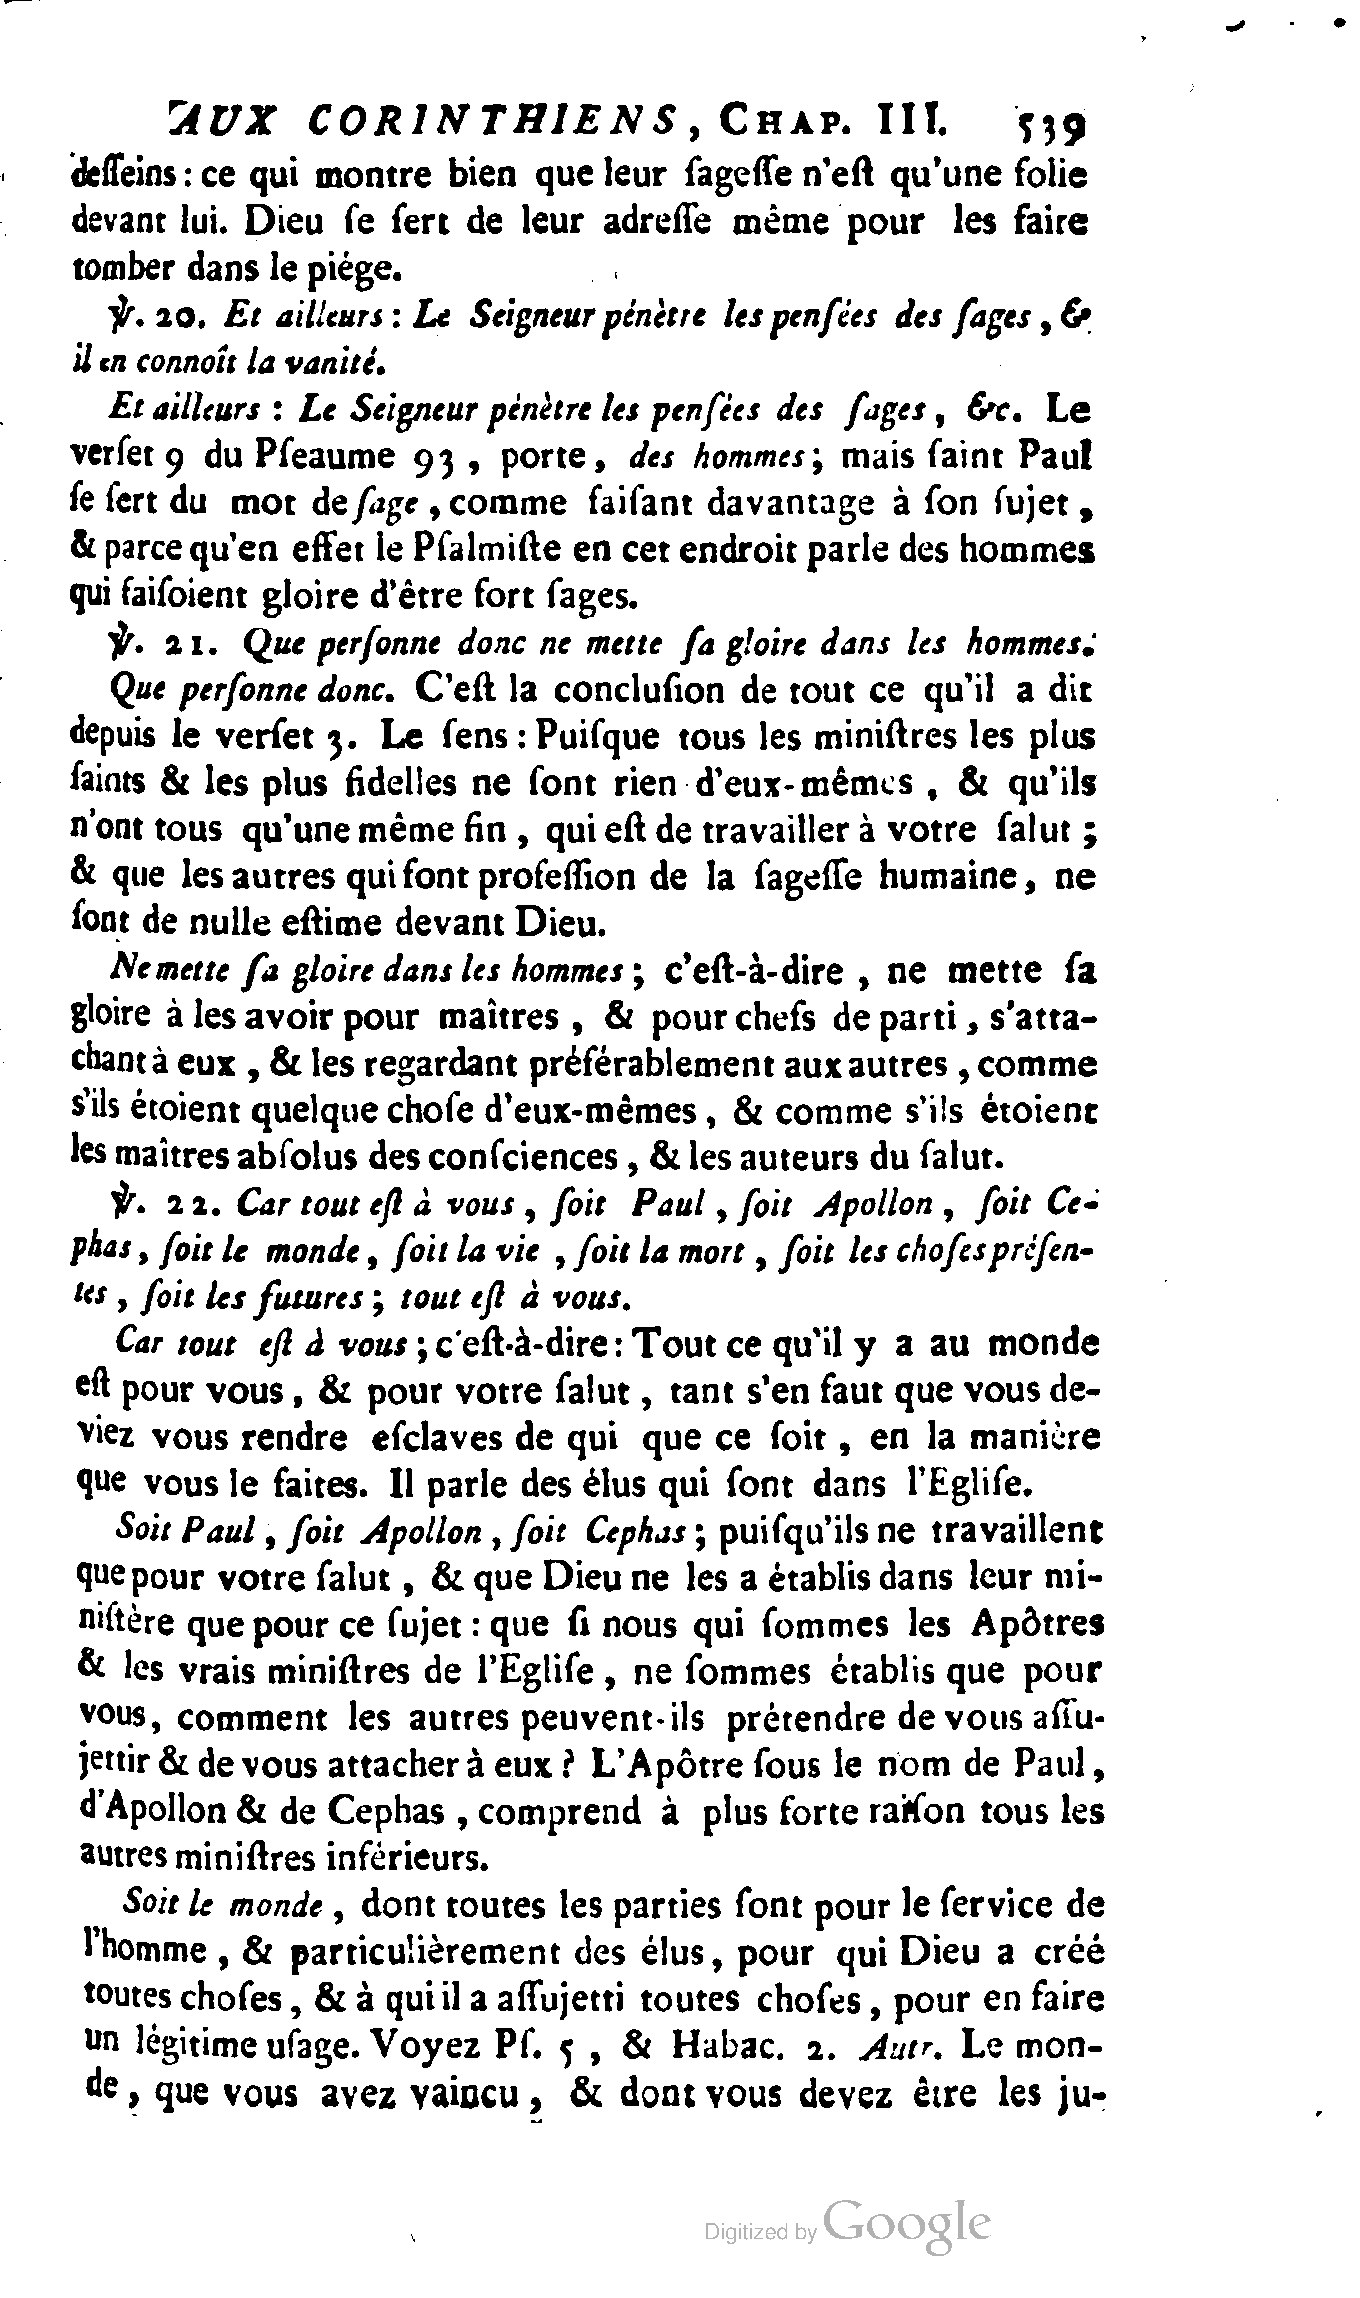 AUX CORINTHIENS, CHAP. III. 539
deſſeins : ce qui montre bien que leur ſageſſe n'eſt qu'une folie
devant lui. Dieu ſe ſert de leur adreſſe même pour les faire
tomber dans le piége.
℣. 20. Et ailleurs : Le Seigneur pénètre les penſées des ſages, &
il en connoît la vanité.
Et ailleurs : Le Seigneur pénètre les penſées des ſages, &c. Le
verſet 9 du Pſeaume 93, porte, des hommes; mais ſaint Paul
ſe ſert du mot de ſage, comme faiſant davantage à ſon ſujet,
& parce qu'en effet le Pſalmiſte en cet endroit parle des hommes
qui faiſoient gloire d'être fort ſages.
℣. 21. Que perſonne donc ne mette ſa gloire dans les hommes.
Que perſonne donc. C'eſt la concluſion de tout ce qu'il a dit
depuis le verſet 3. Le ſens : Puiſque tous les miniſtres les plus
ſaints & les plus fidelles ne ſont rien d'eux-mêmes, & qu'ils
n'ont tous qu'une même fin, qui eſt de travailler à votre ſalut;
& que les autres qui font profeſſion de la ſageſſe humaine, ne
ſont de nulle eſtime devant Dieu.
Ne mette ſa gloire dans les hommes; c'eſt-à-dire, ne mette ſa
gloire à les avoir pour maîtres, & pour chefs de parti, s'atta-
chant à eux, & les regardant préférablement aux autres, comme
s'ils étoient quelque choſe d'eux-mêmes, & comme s'ils étoient
les maîtres abſolus des conſciences, & les auteurs du ſalut.
℣. 22. Car tout eſt à vous, ſoit Paul, ſoit Apollon, ſoit Ce-
phas, ſoit le monde, ſoit la vie, ſoit la mort, ſoit les choſes préſen-
tes, ſoit les futures; tout eſt à vous.
Car tout eſt à vous; c'eſt-à-dire : Tout ce qu'il y a au monde
eſt pour vous, & pour votre ſalut, tant s'en faut que vous de-
viez vous rendre eſclaves de qui que ce ſoit, en la manière
que vous le faites. Il parle des élus qui ſont dans l'Egliſe.
Soit Paul, ſoit Apollon, ſoit Cephas; puiſqu'ils ne travaillent
que pour votre ſalut, & que Dieu ne les a établis dans leur mi-
niſtère que pour ce ſujet : que ſi nous qui ſommes les Apôtres
& les vrais miniſtres de l'Egliſe, ne ſommes établis que pour
vous, comment les autres peuvent-ils prétendre de vous aſſu-
jettir & de vous attacher à eux ? L'Apôtre ſous le nom de Paul,
d'Apollon & de Cephas, comprend à plus forte raiſon tous les
autres miniſtres inférieurs.
Soit le monde, dont toutes les parties ſont pour le ſervice de
l'homme, & particulièrement des élus, pour qui Dieu a créé
toutes choſes, & à qui il a aſſujetti toutes choſes, pour en faire
un légitime uſage. Voyez Pſ. 5, & Habac. 2. Autr. Le mon-
de, que vous avez vaincu, & dont vous devez être les ju-
Digitized by Google